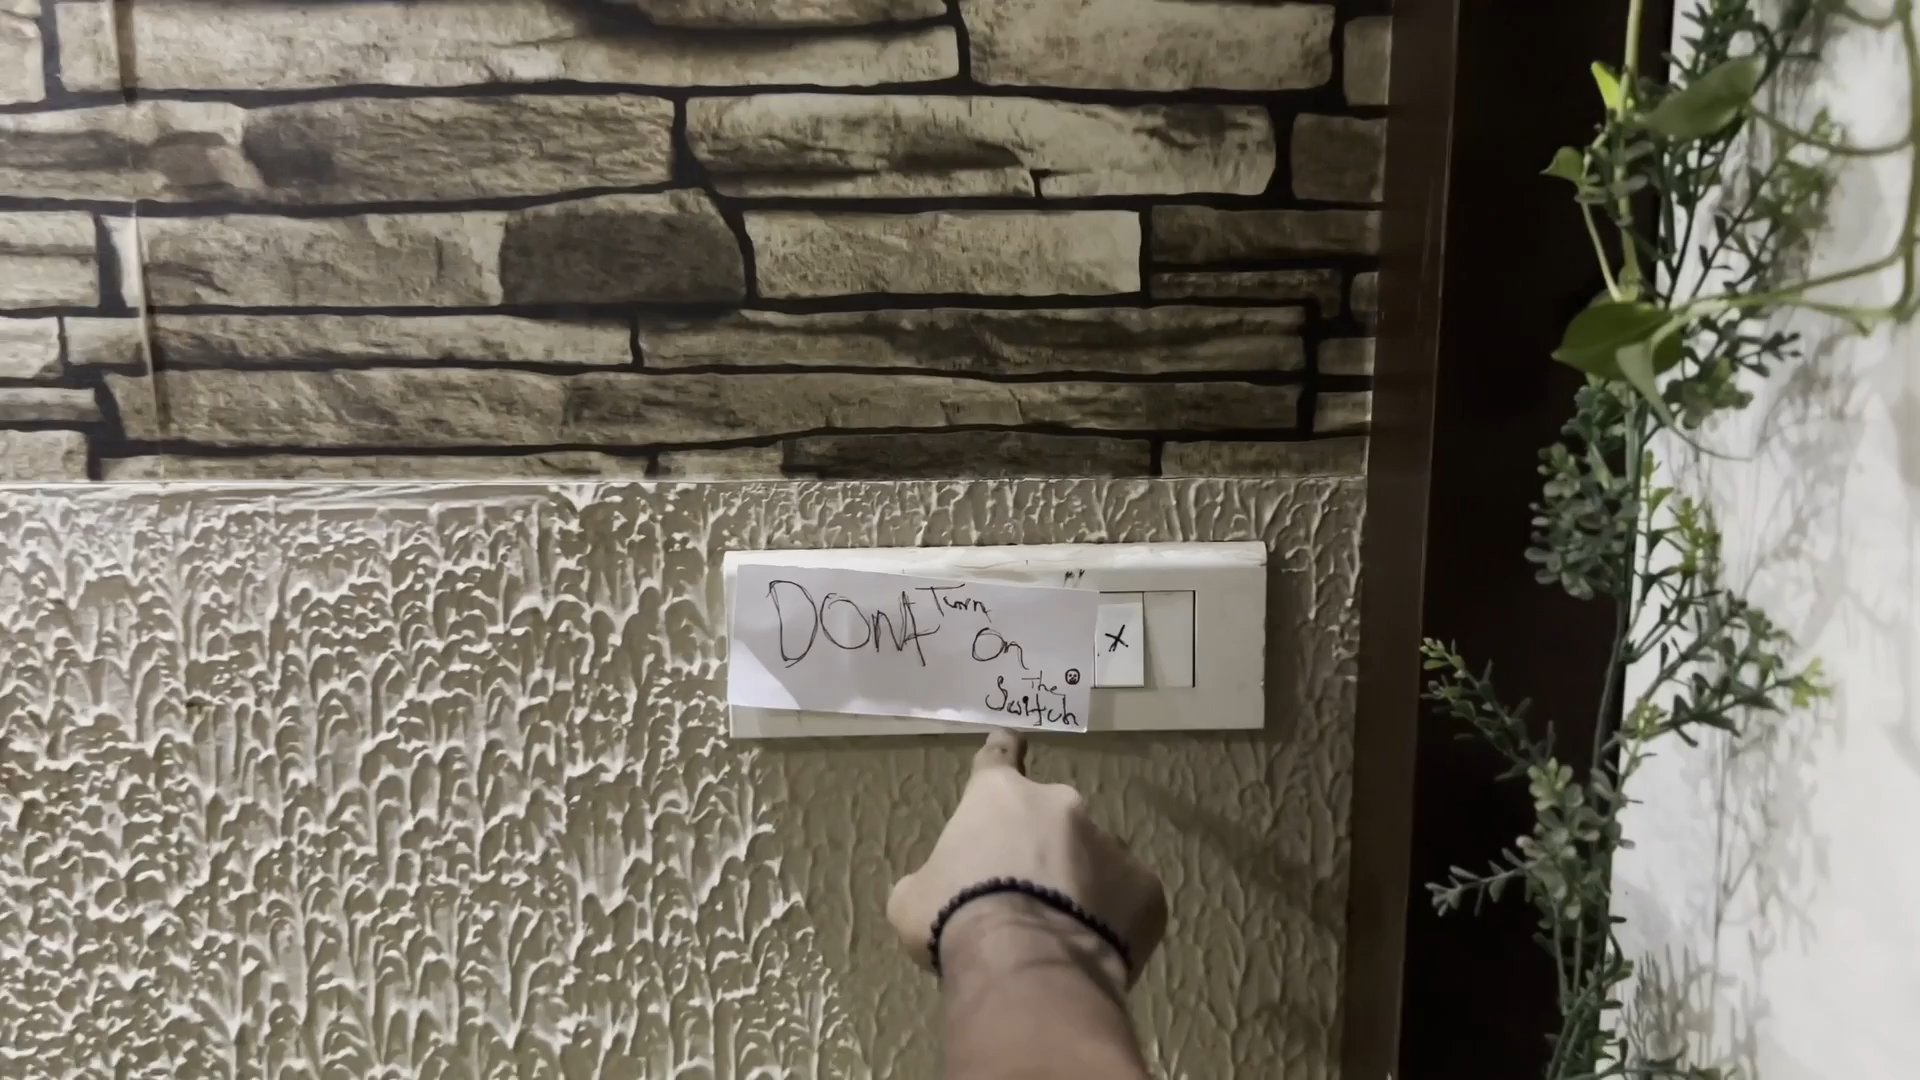 DOnt Turn
On
The
Switch
X